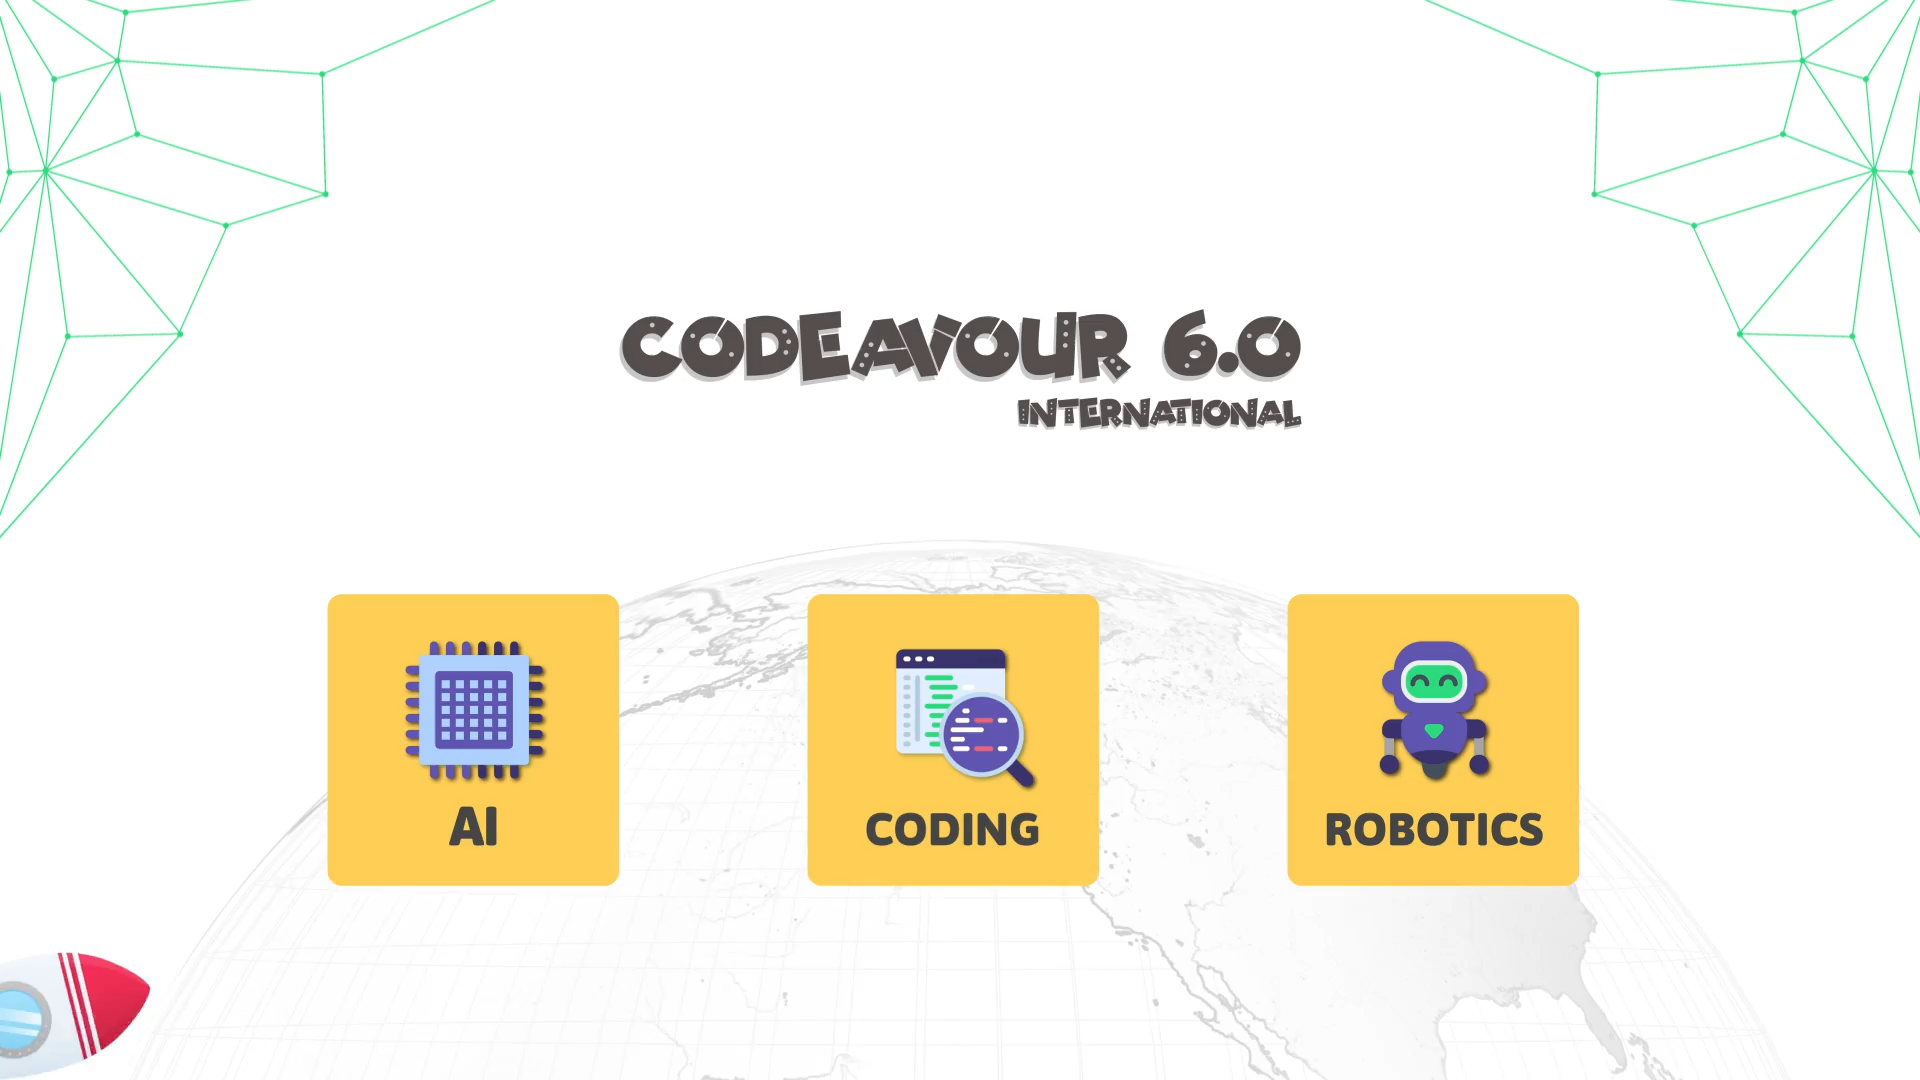 CODEAVOUR 6.0
INTERNATIONAL
AI
CODING
ROBOTICS